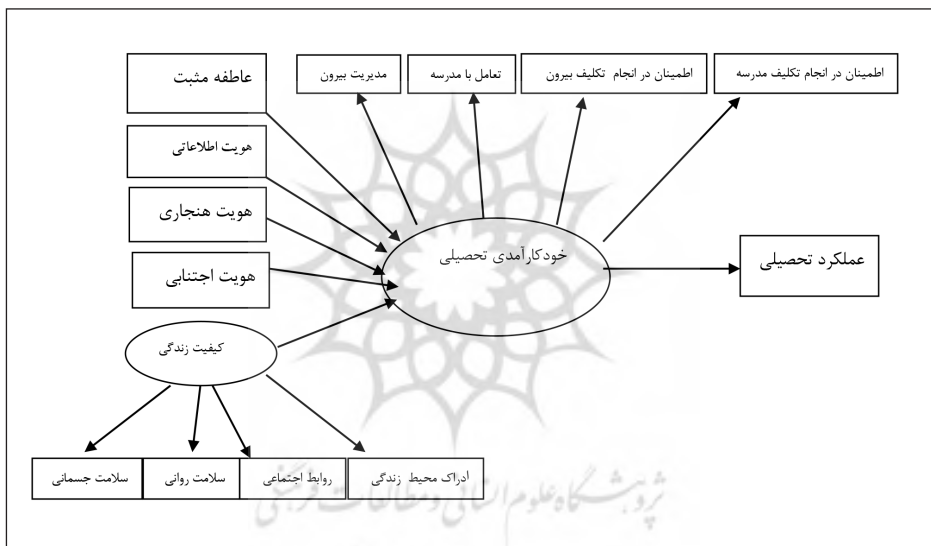 اطمینان در انجام تکلیف مدرسه
اطمینان در انجام تکلیف بیرون
تعامل با مدرسه
مدیریت بیرون
عاطفه مثبت
هویت اطلاعاتی
هویت هنجاری
هویت اجتنابی
خودکارآمدی تحصیلی
عملکرد تحصیلی
کیفیت زندگی
ادراک محیط زندگی
روابط اجتماعی
سلامت روانی
سلامت جسمانی
پژوهشگاه علوم انسانی و مطالعات فرهنگی